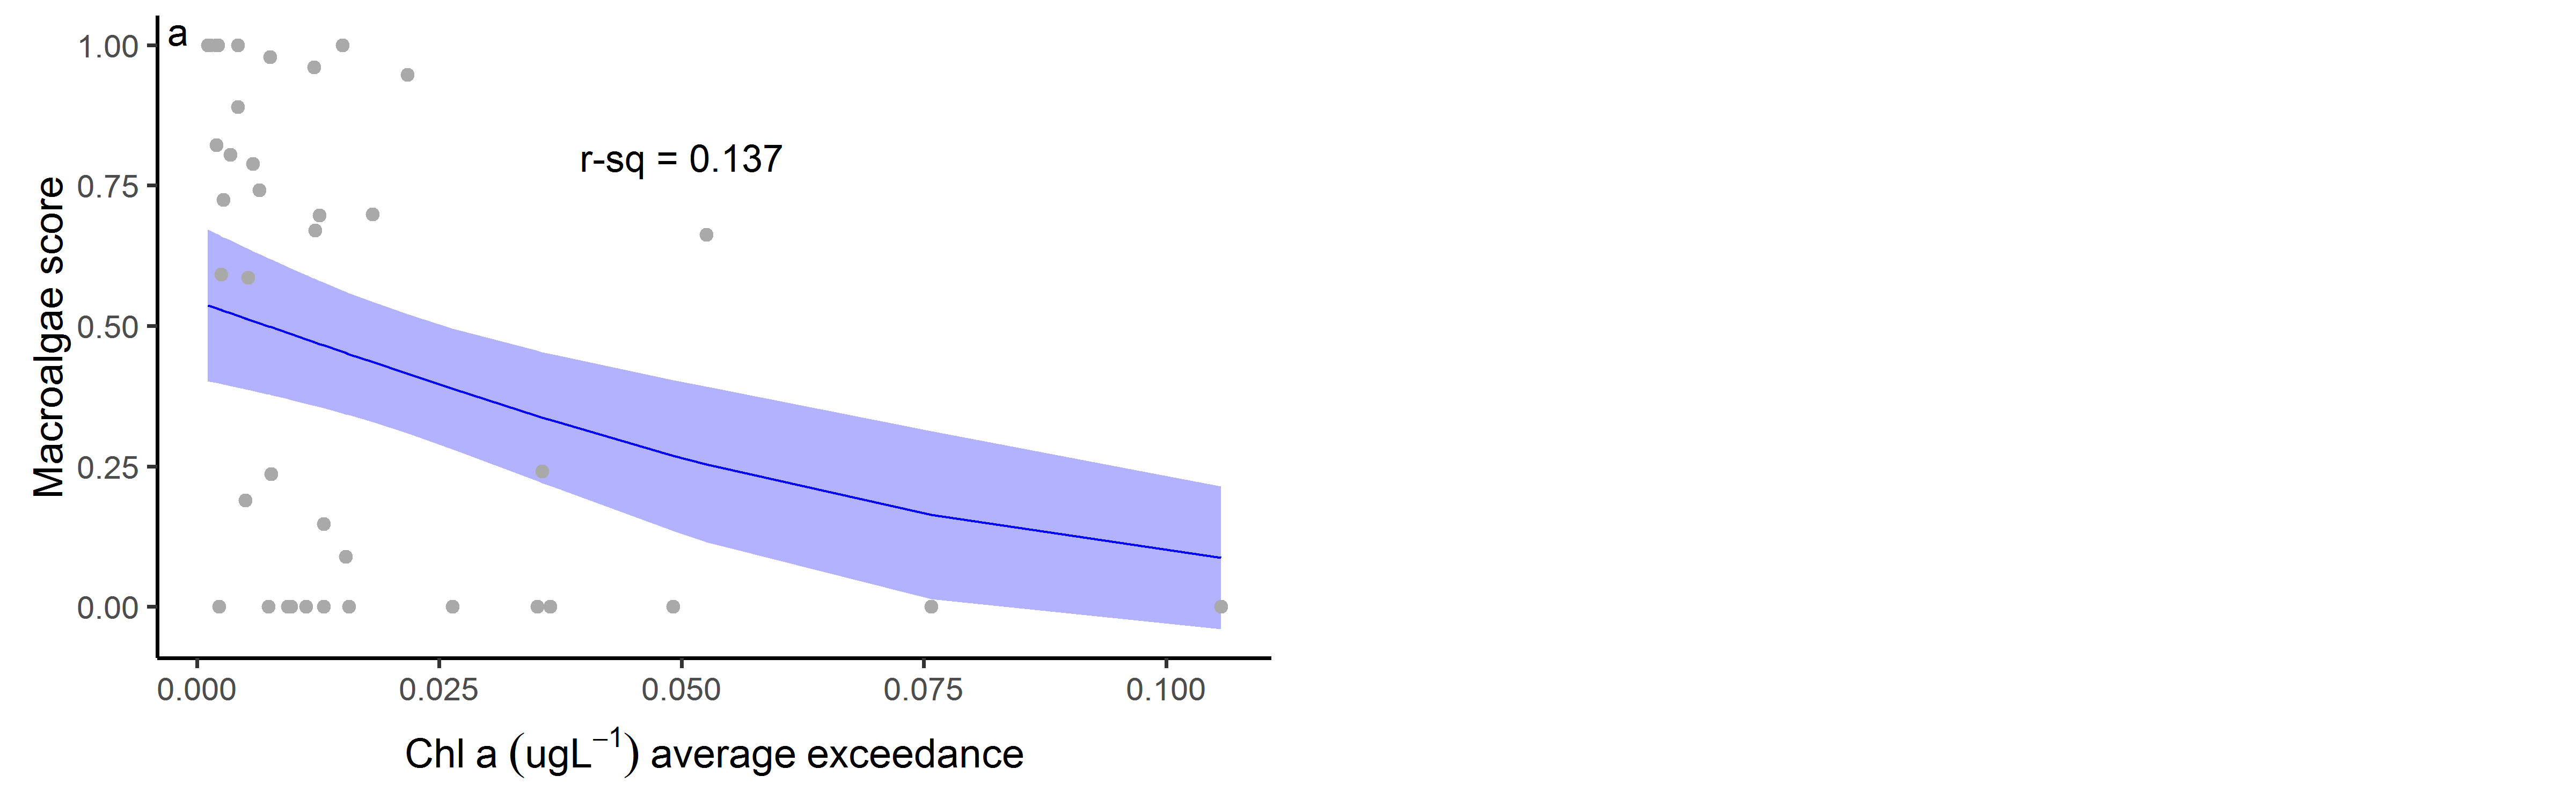 a
1.00
0.75
0.50
0.25
0.00
Macroalgae score
r-sq = 0.137
0.000 0.025 0.050 0.075 0.100
Chl a (ugL⁻¹) average exceedance